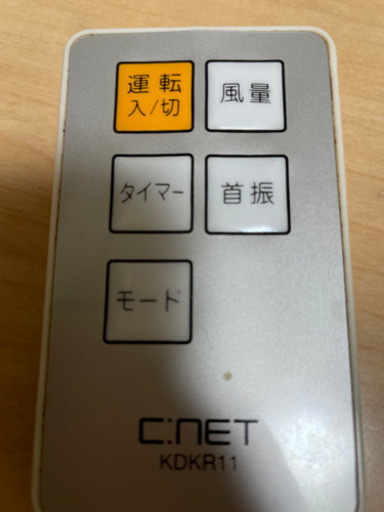 運転
入/切
風量
タイマー
首振
モード
C:NET
KDKR11